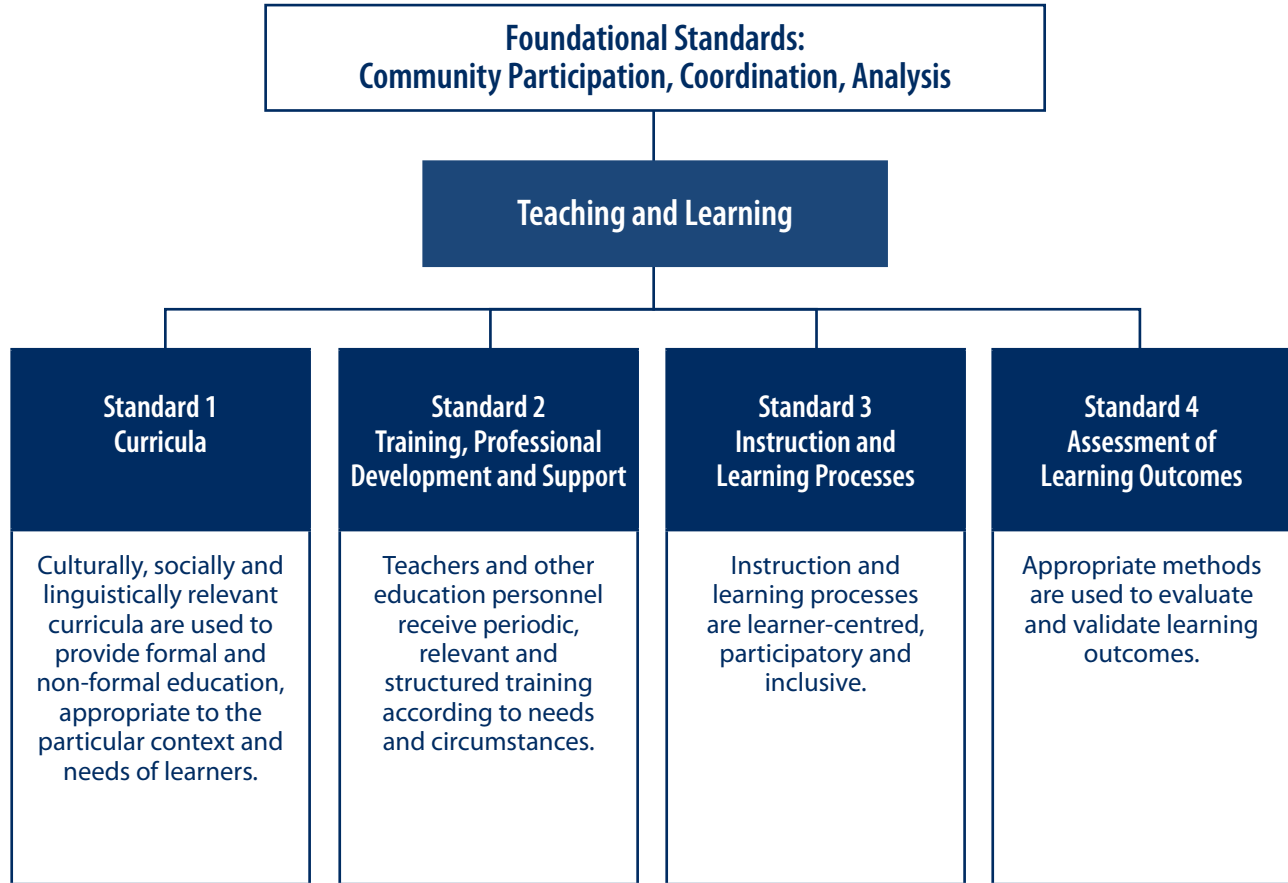 Foundational Standards:
Community Participation, Coordination, Analysis
Teaching and Learning
Standard 1
Curricula
Culturally, socially and
linguistically relevant
curricula are used to
provide formal and
non-formal education,
appropriate to the
particular context and
needs of learners.
Standard 2
Training, Professional
Development and Support
Teachers and other
education personnel
receive periodic,
relevant and
structured training
according to needs
and circumstances.
Standard 3
Instruction and
Learning Processes
Instruction and
learning processes
are learner-centred,
participatory and
inclusive.
Standard 4
Assessment of
Learning Outcomes
Appropriate methods
are used to evaluate
and validate learning
outcomes.